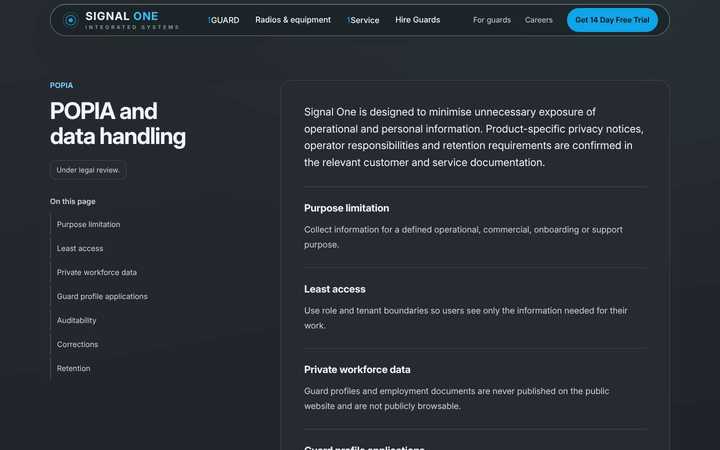 SIGNAL ONE
INTEGRATED SYSTEMS
1GUARD
Radios & equipment
1Service
Hire Guards
For guards
Careers
Get 14 Day Free Trial
POPIA
POPIA and
data handling
Under legal review.
On this page
Purpose limitation
Least access
Private workforce data
Guard profile applications
Auditability
Corrections
Retention
Signal One is designed to minimise unnecessary exposure of
operational and personal information. Product-specific privacy notices,
operator responsibilities and retention requirements are confirmed in
the relevant customer and service documentation.
Purpose limitation
Collect information for a defined operational, commercial, onboarding or support
purpose.
Least access
Use role and tenant boundaries so users see only the information needed for their
work.
Private workforce data
Guard profiles and employment documents are never published on the public
website and are not publicly browsable.
Guard profile applications